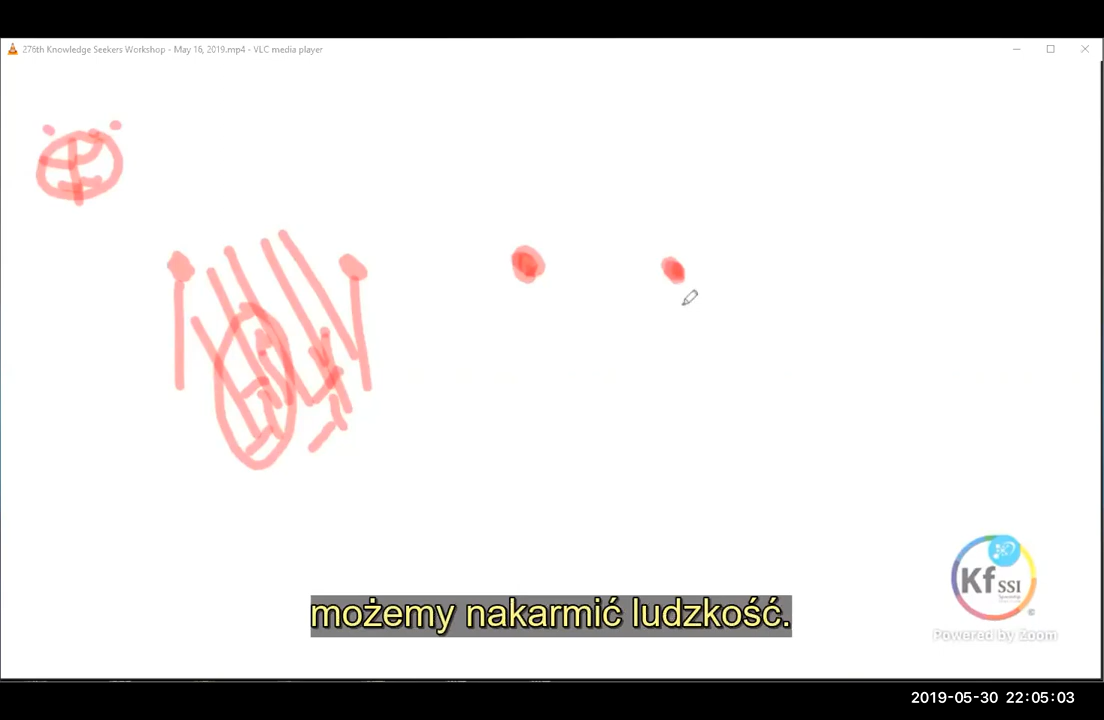 276th Knowledge Seekers Workshop - May 16, 2019.mp4 - VLC media player
Kf SSI
Powered by Zoom
możemy nakarmić ludzkość.
2019-05-30 22:05:03